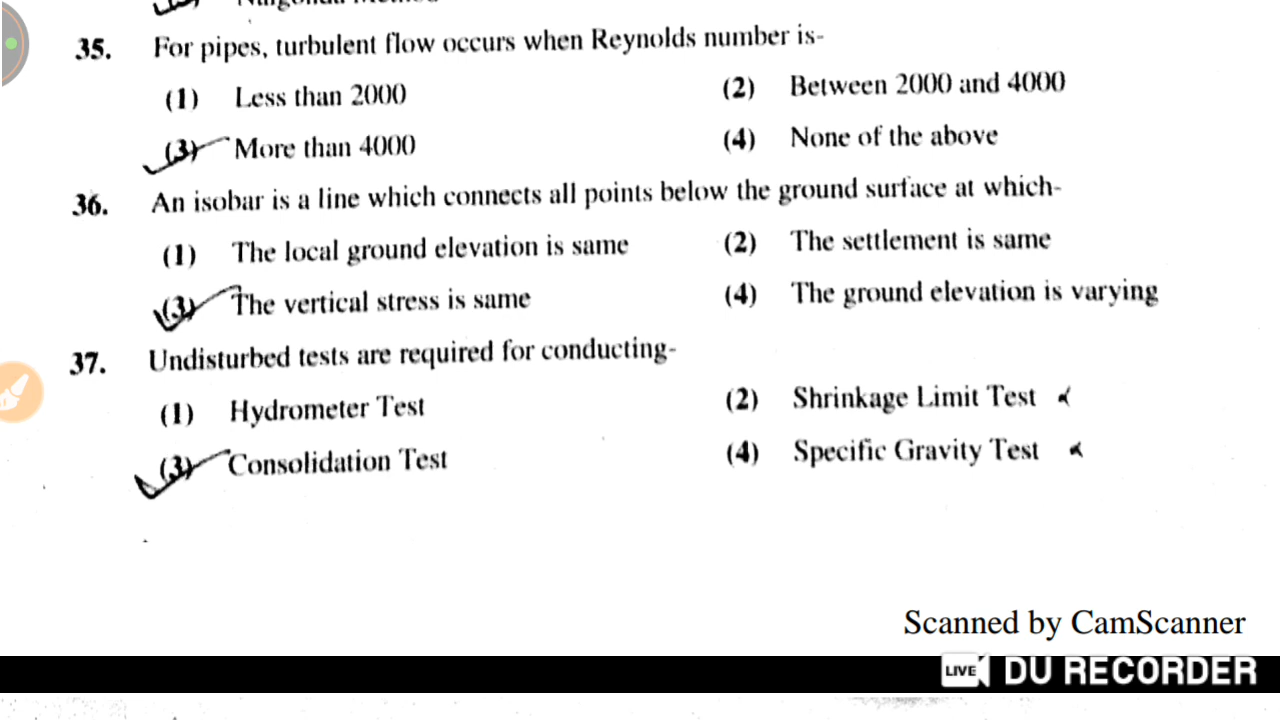 35. For pipes, turbulent flow occurs when Reynolds number is-
(1) Less than 2000 (2) Between 2000 and 4000
(3) More than 4000 (4) None of the above
36. An isobar is a line which connects all points below the ground surface at which-
(1) The local ground elevation is same (2) The settlement is same
(3) The vertical stress is same (4) The ground elevation is varying
37. Undisturbed tests are required for conducting-
(1) Hydrometer Test (2) Shrinkage Limit Test
(3) Consolidation Test (4) Specific Gravity Test
Scanned by CamScanner
LIVE DU RECORDER